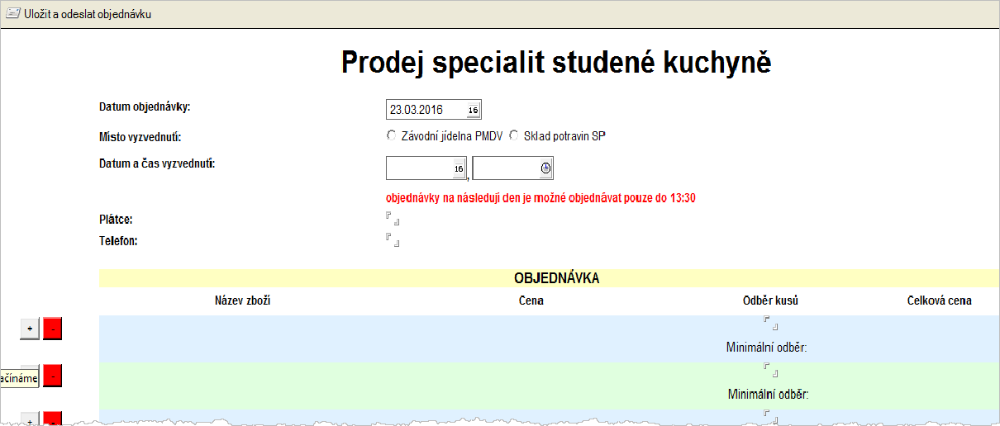 Uložit a odeslat objednávku
Prodej specialit studené kuchyně
Datum objednávky: 23.03.2016 16
Místo vyzvednutí: Závodní jídelna PMDV Sklad potravin SP
Datum a čas vyzvednutí: 16 ,
objednávky na následují den je možné objednávat pouze do 13:30
Plátce:
Telefon:
OBJEDNÁVKA
Název zboží Cena Odběr kusů Celková cena
+ -
Minimální odběr:
ačínáme -
Minimální odběr:
+ -